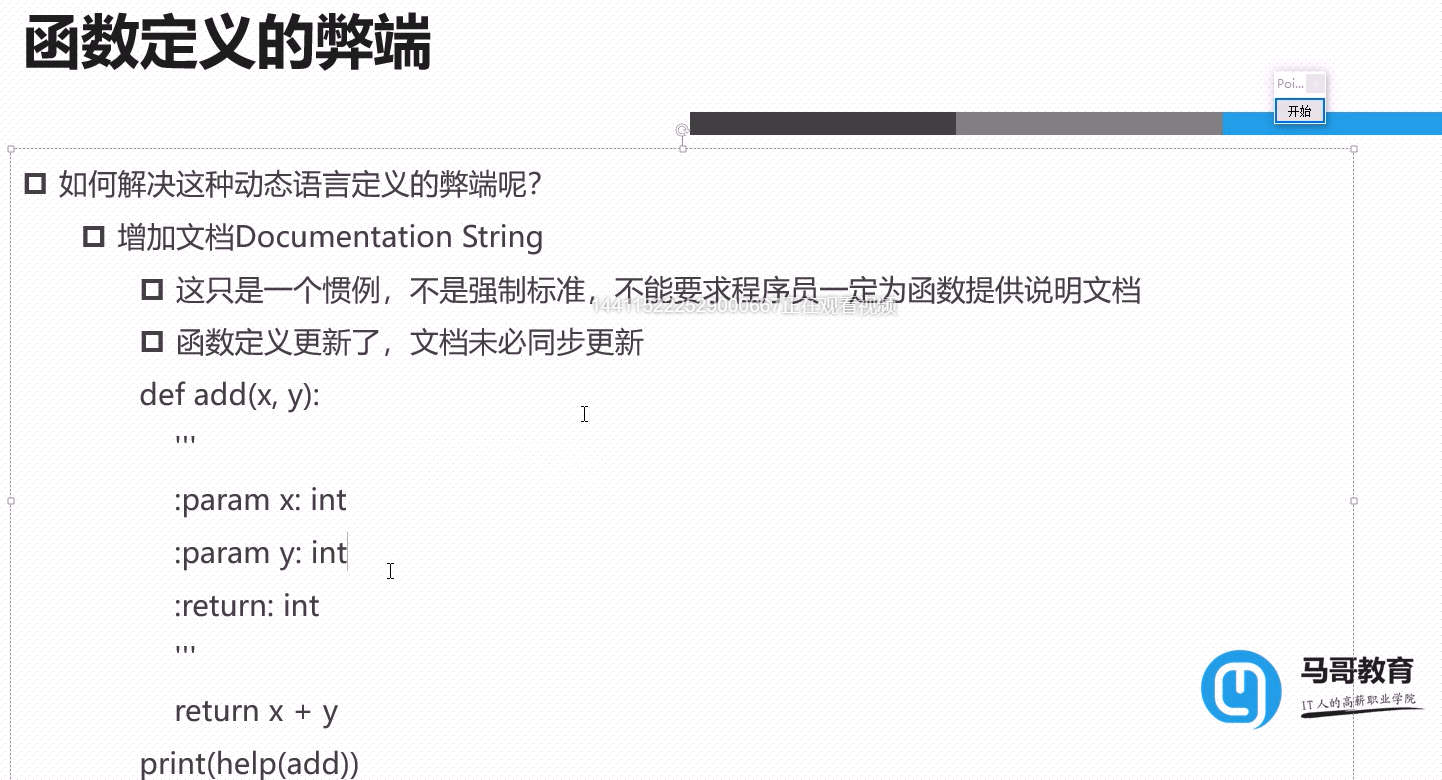 函数定义的弊端
Poi...
开始
如何解决这种动态语言定义的弊端呢？
增加文档Documentation String
这只是一个惯例，不是强制标准，不能要求程序员一定为函数提供说明文档
144115222529000667正在观看视频
函数定义更新了，文档未必同步更新
def add(x, y):
'''
:param x: int
:param y: int
:return: int
'''
return x + y
print(help(add))
马哥教育
IT人的高薪职业学院